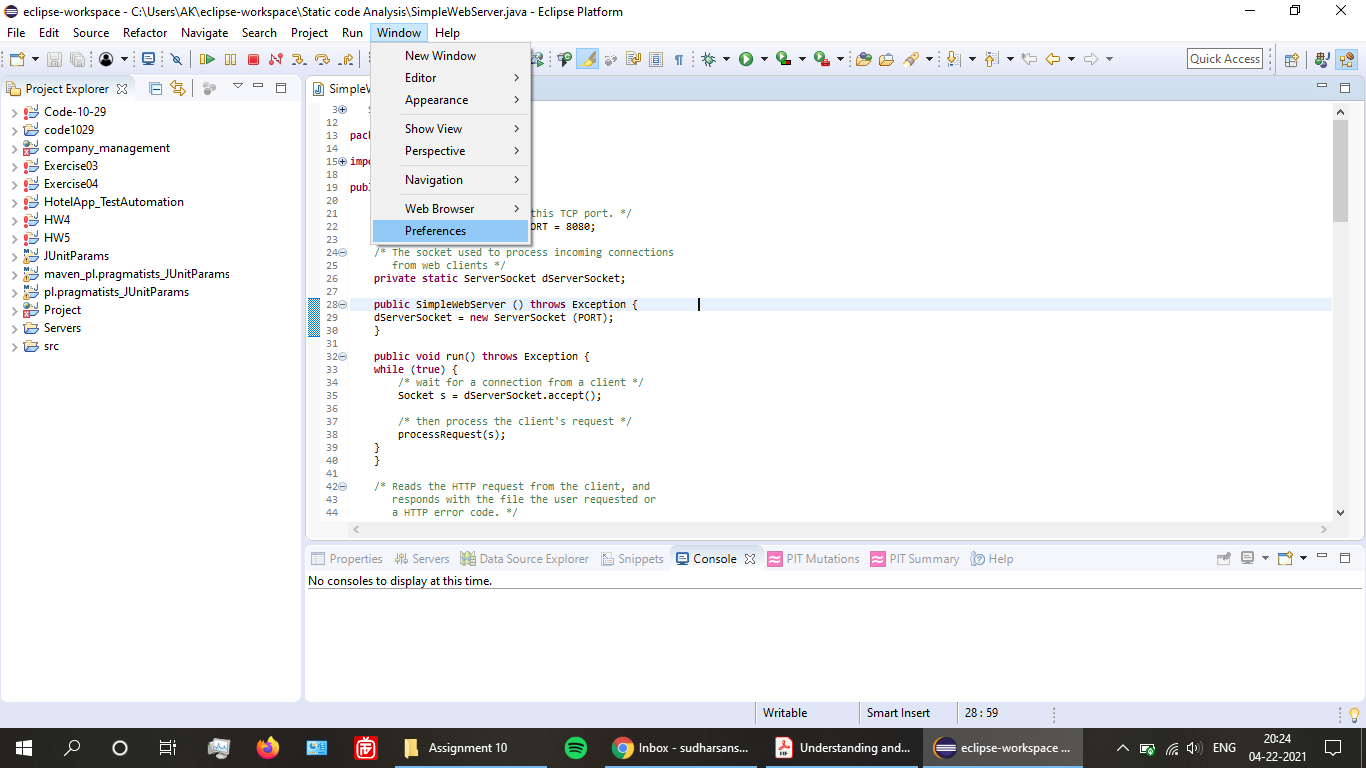 eclipse-workspace - C:\Users\AK\eclipse-workspace\Static code Analysis\SimpleWebServer.java - Eclipse Platform
File Edit Source Refactor Navigate Search Project Run Window Help
Quick Access
New Window
Editor
Appearance
Show View
Perspective
Navigation
Web Browser
Preferences
Project Explorer
Code-10-29
code1029
company_management
Exercise03
Exercise04
HotelApp_TestAutomation
HW4
HW5
JUnitParams
maven_pl.pragmatists_JUnitParams
pl.pragmatists_JUnitParams
Project
Servers
src
SimpleW
3
12
13 pack
14
15 impo
18
19 publ
20
21 this TCP port. */
22 ORT = 8080;
23
24 /* The socket used to process incoming connections
25 from web clients */
26 private static ServerSocket dServerSocket;
27
28 public SimpleWebServer () throws Exception {
29 dServerSocket = new ServerSocket (PORT);
30 }
31
32 public void run() throws Exception {
33 while (true) {
34 /* wait for a connection from a client */
35 Socket s = dServerSocket.accept();
36
37 /* then process the client's request */
38 processRequest(s);
39 }
40 }
41
42 /* Reads the HTTP request from the client, and
43 responds with the file the user requested or
44 a HTTP error code. */
Properties Servers Data Source Explorer Snippets Console PIT Mutations PIT Summary Help
No consoles to display at this time.
Writable Smart Insert 28 : 59
Assignment 10 Inbox - sudharsans... Understanding and... eclipse-workspace ... ENG 20:24
04-22-2021